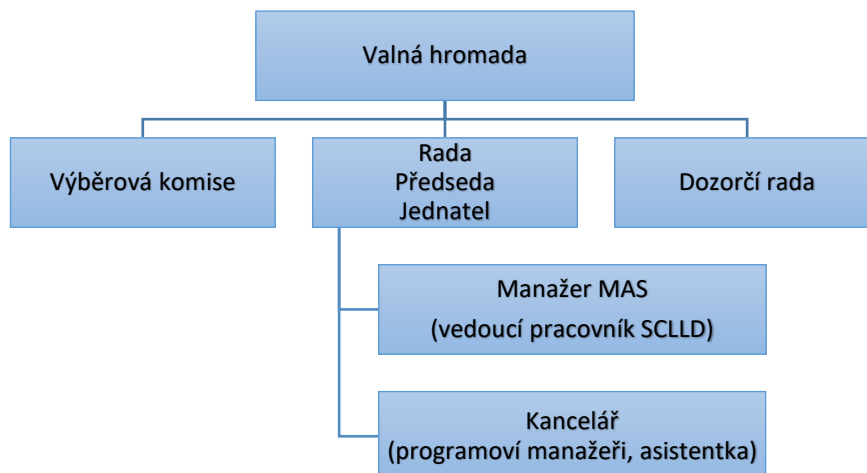 Valná hromada
Výběrová komise
Rada
Předseda
Jednatel
Dozorčí rada
Manažer MAS
(vedoucí pracovník SCLLD)
Kancelář
(programoví manažeři, asistentka)